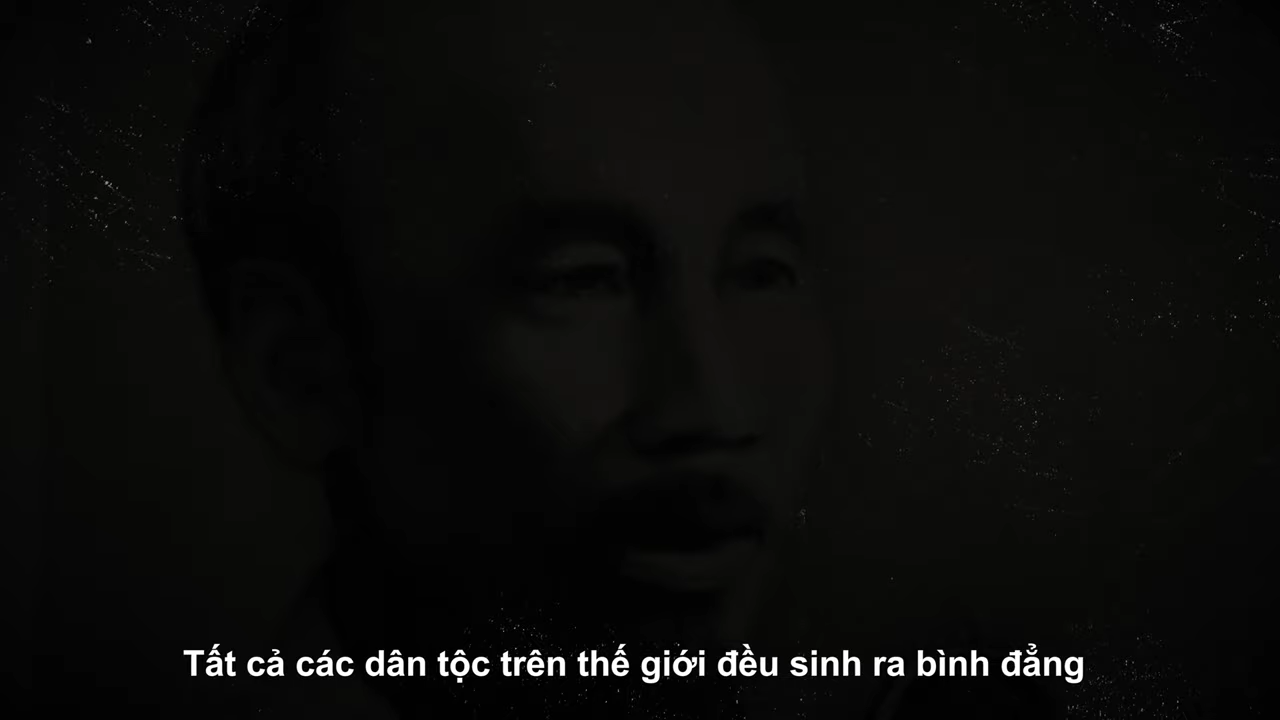 Tất cả các dân tộc trên thế giới đều sinh ra bình đẳng